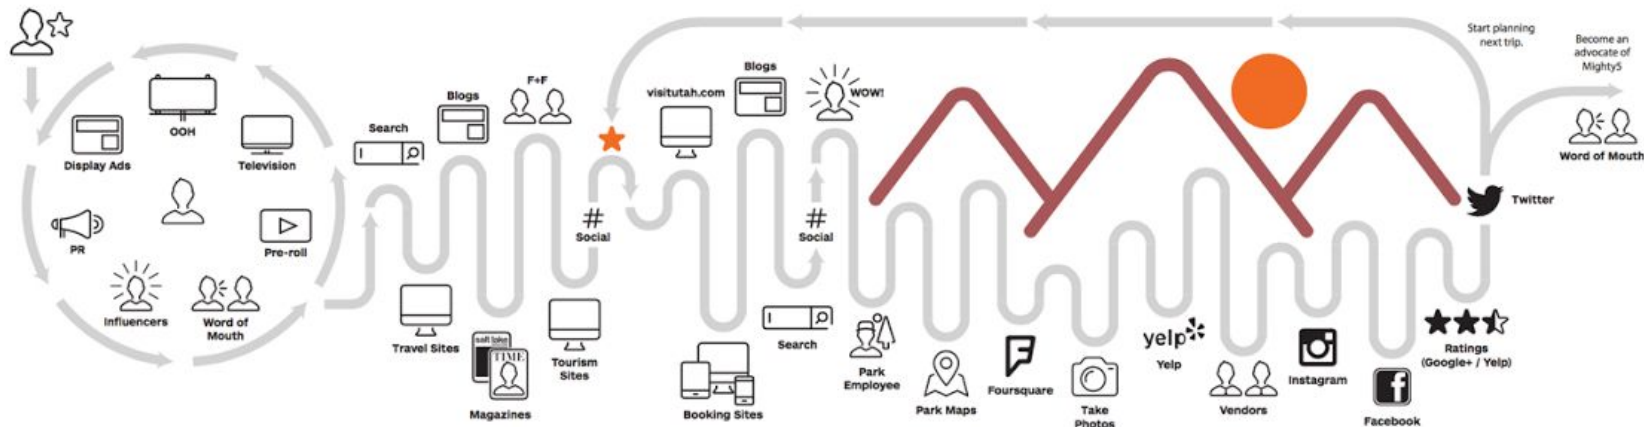 OOH
Display Ads
Television
PR
Pre-roll
Influencers
Word of
Mouth
Search
Blogs
F+F
Travel Sites
salt lake
TIME
Magazines
Tourism
Sites
#
Social
visitutah.com
Blogs
WOW!
Booking Sites
Search
#
Social
Park
Employee
Park Maps
Foursquare
Take
Photos
yelp
Yelp
Vendors
Instagram
f
Facebook
Ratings
(Google+ / Yelp)
Twitter
Start planning
next trip.
Become an
advocate of
Mighty5
Word of Mouth